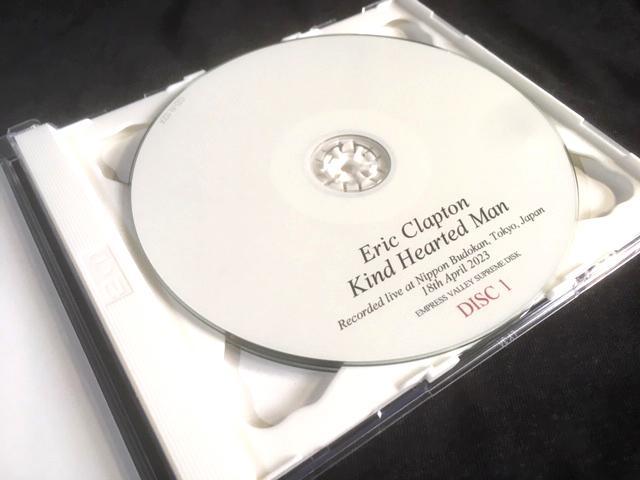 Eric Clapton
Kind Hearted Man
Recorded live at Nippon Budokan, Tokyo, Japan
18th April 2023
EMPRESS VALLEY SUPREME DISK
DISC 1